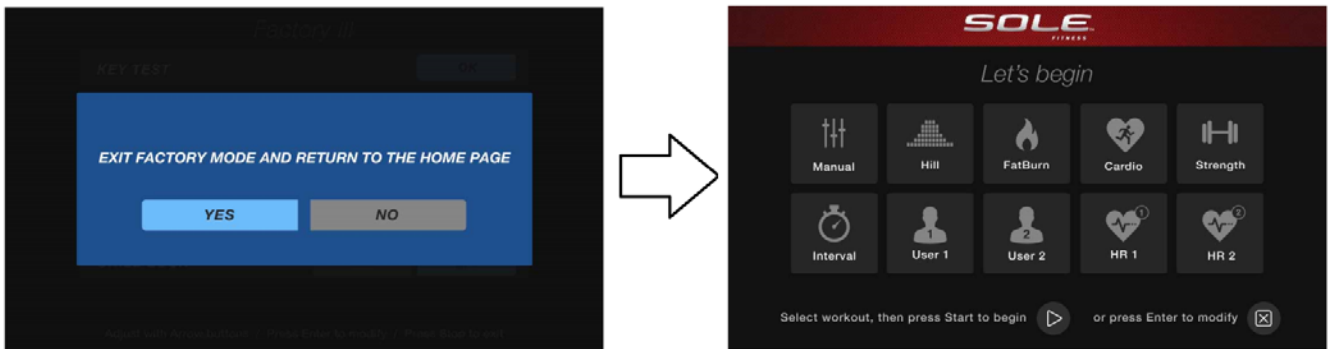 Factory III
KEY TEST
OK
EXIT FACTORY MODE AND RETURN TO THE HOME PAGE
YES
NO
SOLE
FITNESS
Let's begin
Manual
Hill
FatBurn
Cardio
Strength
Interval
1
User 1
2
User 2
1
HR 1
2
HR 2
Select workout, then press Start to begin
or press Enter to modify